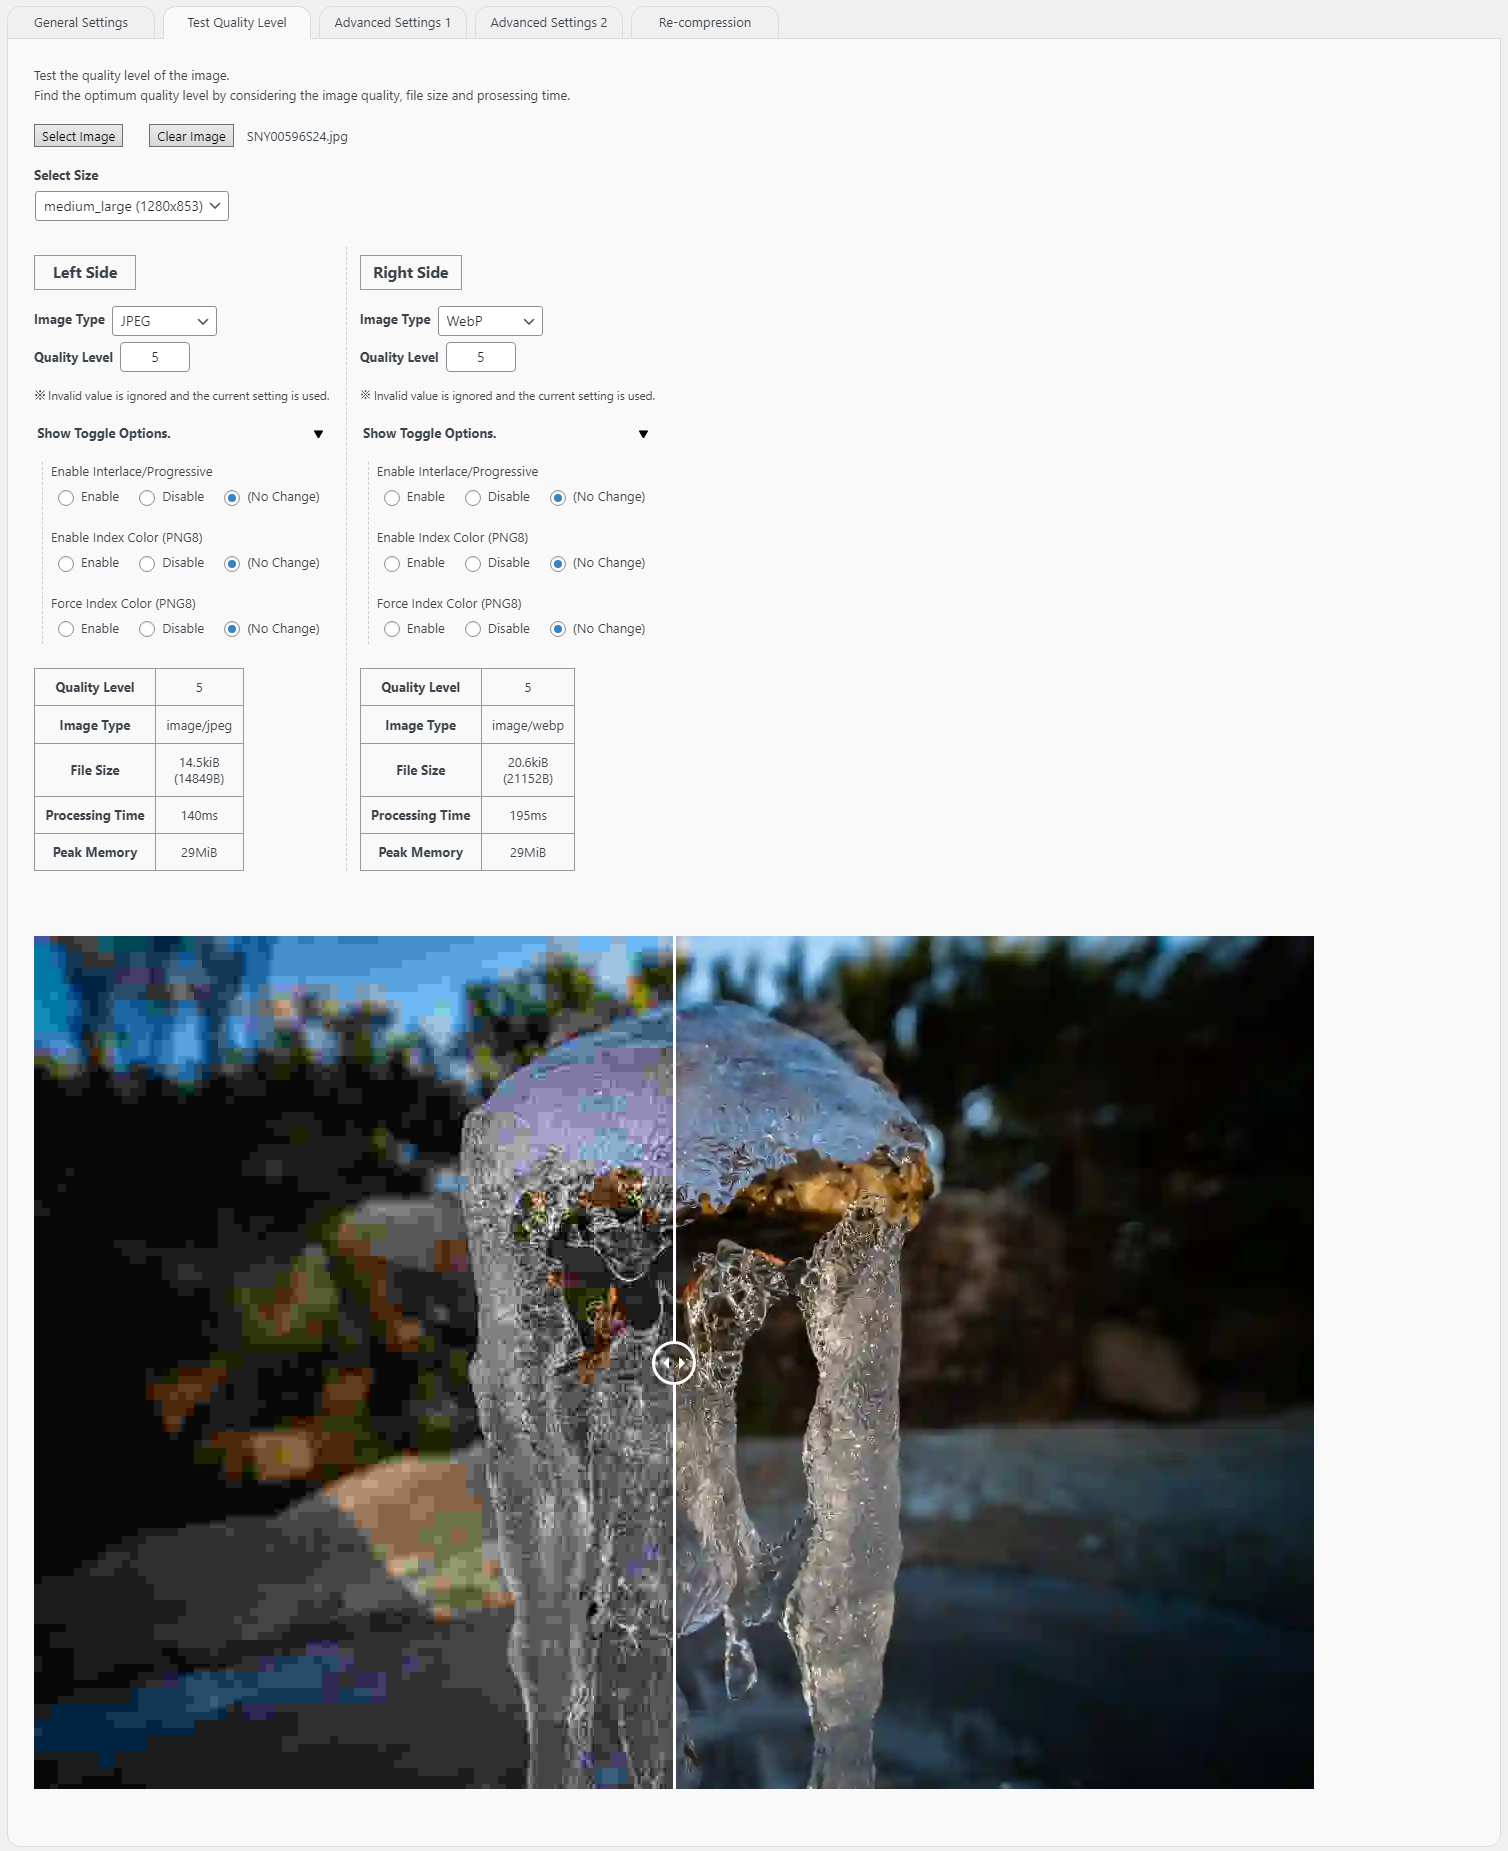 General Settings
Test Quality Level
Advanced Settings 1
Advanced Settings 2
Re-compression
Test the quality level of the image.
Find the optimum quality level by considering the image quality, file size and prosessing time.
Select Image
Clear Image
SNY00596S24.jpg
Select Size
medium_large (1280x853)
Left Side
Image Type JPEG
Quality Level 5
※ Invalid value is ignored and the current setting is used.
Show Toggle Options. ▼
Enable Interlace/Progressive
Enable Disable (No Change)
Enable Index Color (PNG8)
Enable Disable (No Change)
Force Index Color (PNG8)
Enable Disable (No Change)
Quality Level 5
Image Type image/jpeg
File Size 14.5kiB
(14849B)
Processing Time 140ms
Peak Memory 29MiB
Right Side
Image Type WebP
Quality Level 5
※ Invalid value is ignored and the current setting is used.
Show Toggle Options. ▼
Enable Interlace/Progressive
Enable Disable (No Change)
Enable Index Color (PNG8)
Enable Disable (No Change)
Force Index Color (PNG8)
Enable Disable (No Change)
Quality Level 5
Image Type image/webp
File Size 20.6kiB
(21152B)
Processing Time 195ms
Peak Memory 29MiB